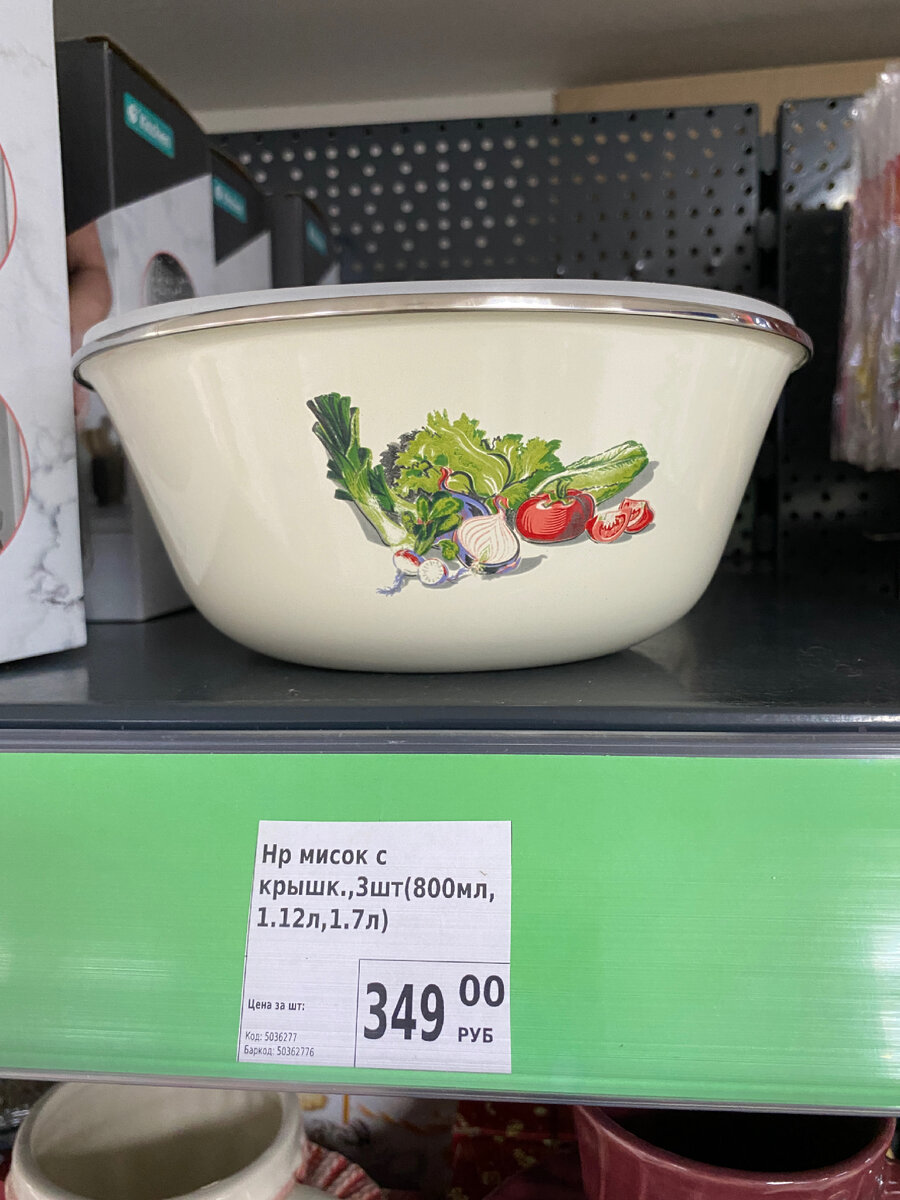 Kitchen
Нр мисок с
крышк.,3шт(800мл,
1.12л,1.7л)
Цена за шт:
349 00
РУБ
Код: 5036277
Баркод: 50362776